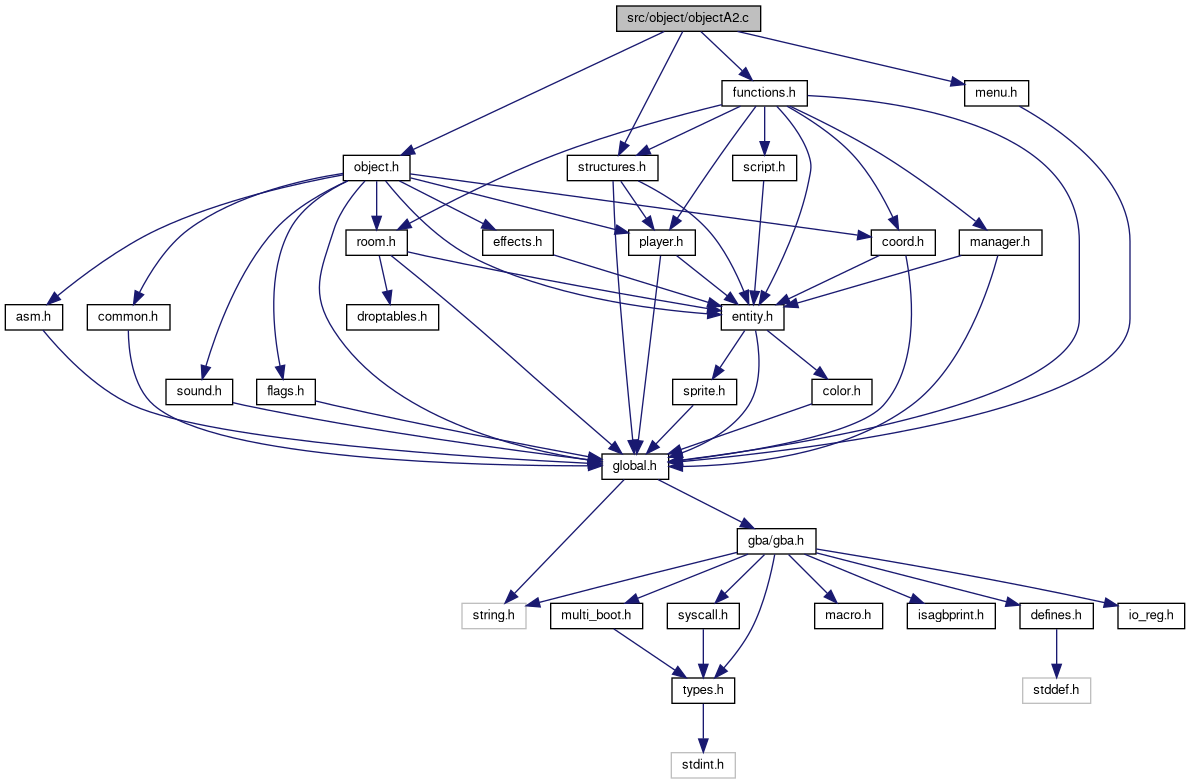 src/object/objectA2.c
functions.h
menu.h
object.h
structures.h
script.h
room.h
effects.h
player.h
coord.h
manager.h
asm.h
common.h
droptables.h
entity.h
sound.h
flags.h
sprite.h
color.h
global.h
gba/gba.h
string.h
multi_boot.h
syscall.h
macro.h
isagbprint.h
defines.h
io_reg.h
types.h
stddef.h
stdint.h